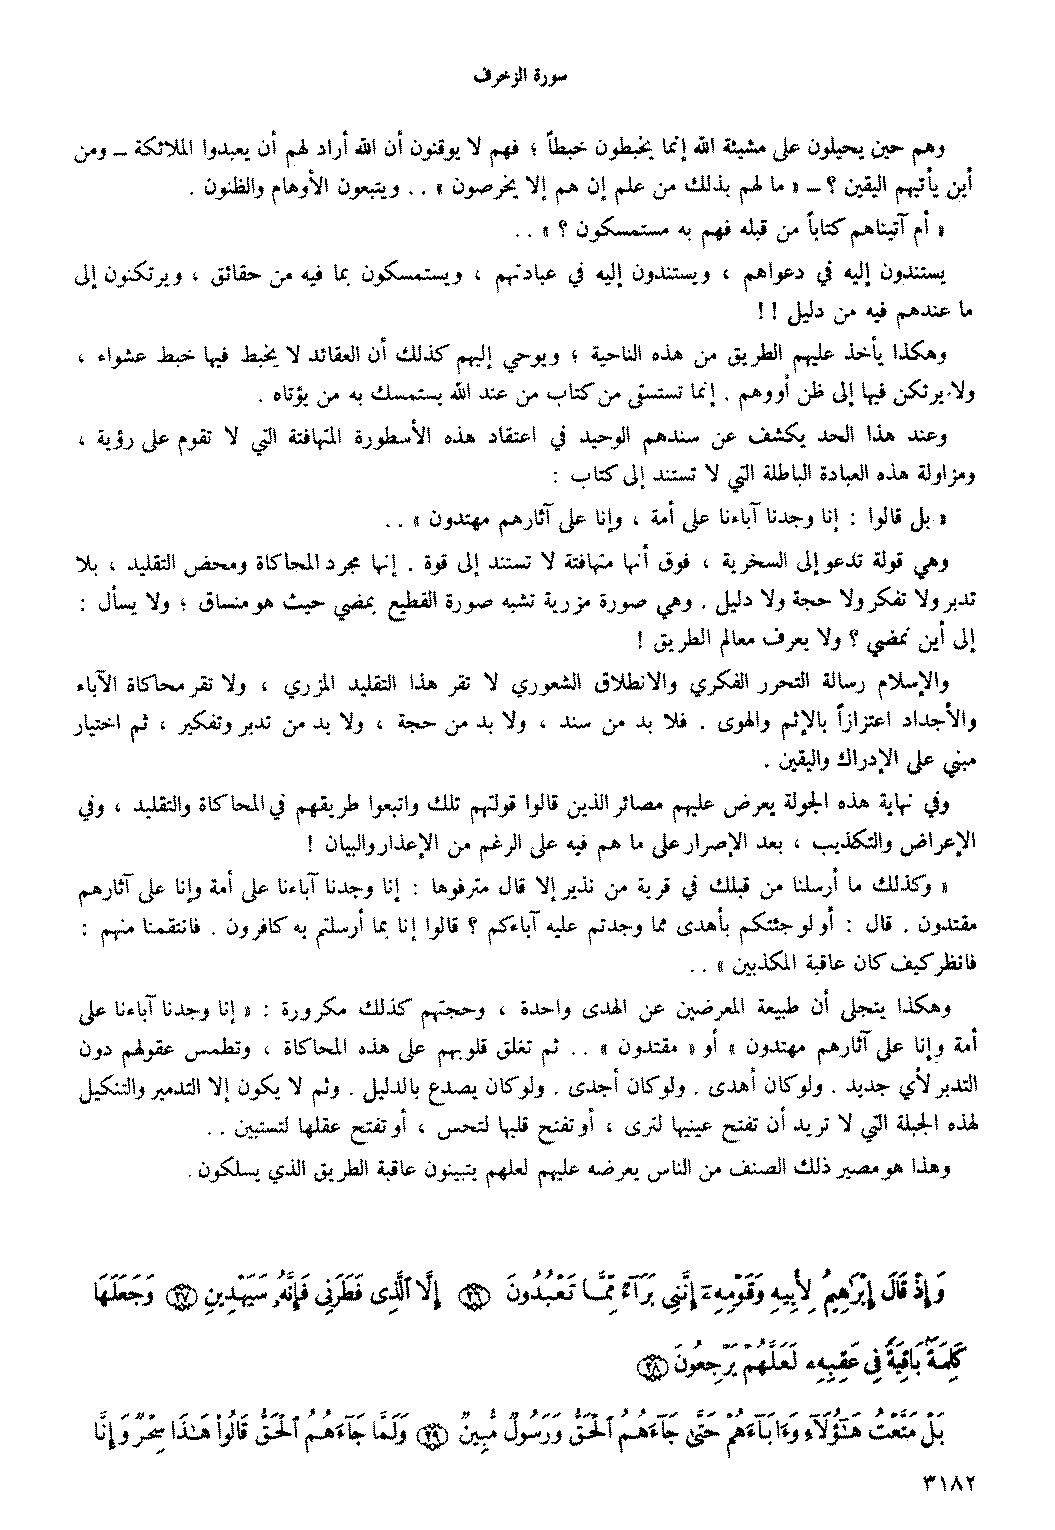 سورة الزخرف
وهم حين يحيلون على مشيئة الله إنما يخبطون خبطاً ؛ فهم لا يوقنون أن الله أراد لهم أن يعبدوا الملائكة ــ ومن
أين يأتيهم اليقين ؟ ــ « ما لهم بذلك من علم إن هم إلا يخرصون » . . ويتبعون الأوهام والظنون .
« أم آتيناهم كتاباً من قبله فهم به مستمسكون ؟ » . .
يستندون إليه في دعواهم ، ويستندون إليه في عبادتهم ، ويستمسكون بما فيه من حقائق ، ويرتكنون إلى
ما عندهم فيه من دليل ! !
وهكذا يأخذ عليهم الطريق من هذه الناحية ؛ ويوحي إليهم كذلك أن العقائد لا يخبط فيها خبط عشواء ،
ولا يرتكن فيها إلى ظن أووهم . إنما تستسقى من كتاب من عند الله يستمسك به من يؤتاه .
وعند هذا الحد يكشف عن سندهم الوحيد في اعتقاد هذه الأسطورة المتهافتة التي لا تقوم على رؤية ،
ومزاولة هذه العبادة الباطلة التي لا تستند إلى كتاب :
« بل قالوا : إنا وجدنا آباءنا على أمة ، وإنا على آثارهم مهتدون » . .
وهي قولة تدعو إلى السخرية ، فوق أنها متهافتة لا تستند إلى قوة . إنها مجرد المحاكاة ومحض التقليد ، بلا
تدبر ولا تفكر ولا حجة ولا دليل . وهي صورة مزرية تشبه صورة القطيع يمضي حيث هو منساق ؛ ولا يسأل :
إلى أين نمضي ؟ ولا يعرف معالم الطريق !
والإسلام رسالة التحرر الفكري والانطلاق الشعوري لا تقر هذا التقليد المزري ، ولا تقر محاكاة الآباء
والأجداد اعتزازاً بالإثم والهوى . فلا بد من سند ، ولا بد من حجة ، ولا بد من تدبر وتفكير ، ثم اختيار
مبني على الإدراك واليقين .
وفي نهاية هذه الجولة يعرض عليهم مصائر الذين قالوا قولتهم تلك واتبعوا طريقهم في المحاكاة والتقليد ، وفي
الإعراض والتكذيب ، بعد الإصرار على ما هم فيه على الرغم من الإعذار والبيان !
« وكذلك ما أرسلنا من قبلك في قرية من نذير إلا قال مترفوها : إنا وجدنا آباءنا على أمة وإنا على آثارهم
مقتدون . قال : أو لو جئتكم بأهدى مما وجدتم عليه آباءكم ؟ قالوا إنا بما أرسلتم به كافرون . فانتقمنا منهم :
فانظر كيف كان عاقبة المكذبين » . .
وهكذا يتجلى أن طبيعة المعرضين عن الهدى واحدة ، وحجتهم كذلك مكرورة : « إنا وجدنا آباءنا على
أمة وإنا على آثارهم مهتدون » أو « مقتدون » . . ثم تغلق قلوبهم على هذه المحاكاة ، وتطمس عقولهم دون
التدبر لأي جديد . ولو كان أهدى . ولو كان أجدى . ولو كان يصدع بالدليل . وثم لا يكون إلا التدمير والتنكيل
لهذه الجبلة التي لا تريد أن تفتح عينيها لترى ، أو تفتح قلبها لتحس ، أو تفتح عقلها لتستبين . .
وهذا هو مصير ذلك الصنف من الناس يعرضه عليهم لعلهم يتبينون عاقبة الطريق الذي يسلكون .
وَإِذْ قَالَ إِبْرَٰهِيمُ لِأَبِيهِ وَقَوْمِهِۦٓ إِنَّنِى بَرَآءٌ مِّمَّا تَعْبُدُونَ ﴿٢٦﴾ إِلَّا ٱلَّذِى فَطَرَنِى فَإِنَّهُۥ سَيَهْدِينِ ﴿٢٧﴾ وَجَعَلَهَا
كَلِمَةًۢ بَاقِيَةً فِى عَقِبِهِۦ لَعَلَّهُمْ يَرْجِعُونَ ﴿٢٨﴾
بَلْ مَتَّعْتُ هَـٰٓؤُلَآءِ وَءَابَآءَهُمْ حَتَّىٰ جَآءَهُمُ ٱلْحَقُّ وَرَسُولٌ مُّبِينٌ ﴿٢٩﴾ وَلَمَّا جَآءَهُمُ ٱلْحَقُّ قَالُوا۟ هَـٰذَا سِحْرٌ وَإِنَّا
٣١٨٢